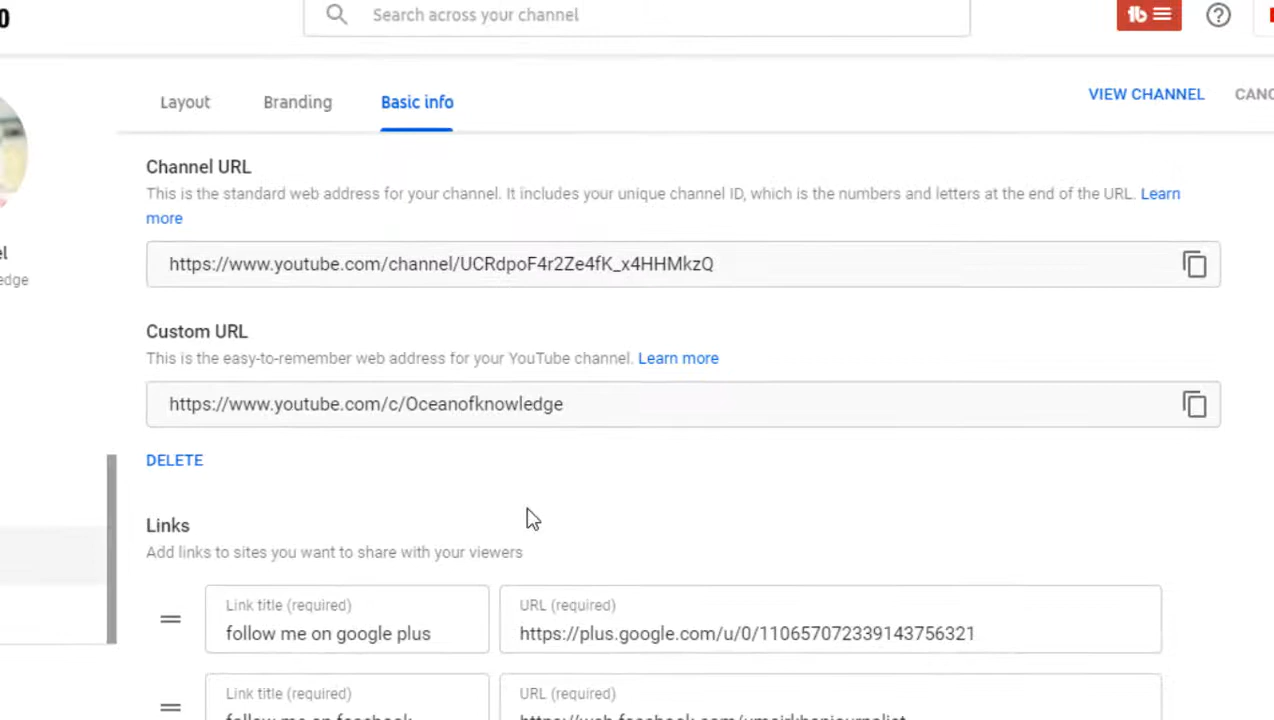 Search across your channel
Layout
Branding
Basic info
VIEW CHANNEL
Channel URL
This is the standard web address for your channel. It includes your unique channel ID, which is the numbers and letters at the end of the URL. Learn
more
https://www.youtube.com/channel/UCRdpoF4r2Ze4fK_x4HHMkzQ
Custom URL
This is the easy-to-remember web address for your YouTube channel. Learn more
https://www.youtube.com/c/Oceanofknowledge
DELETE
Links
Add links to sites you want to share with your viewers
Link title (required)
follow me on google plus
URL (required)
https://plus.google.com/u/0/110657072339143756321
Link title (required)
URL (required)